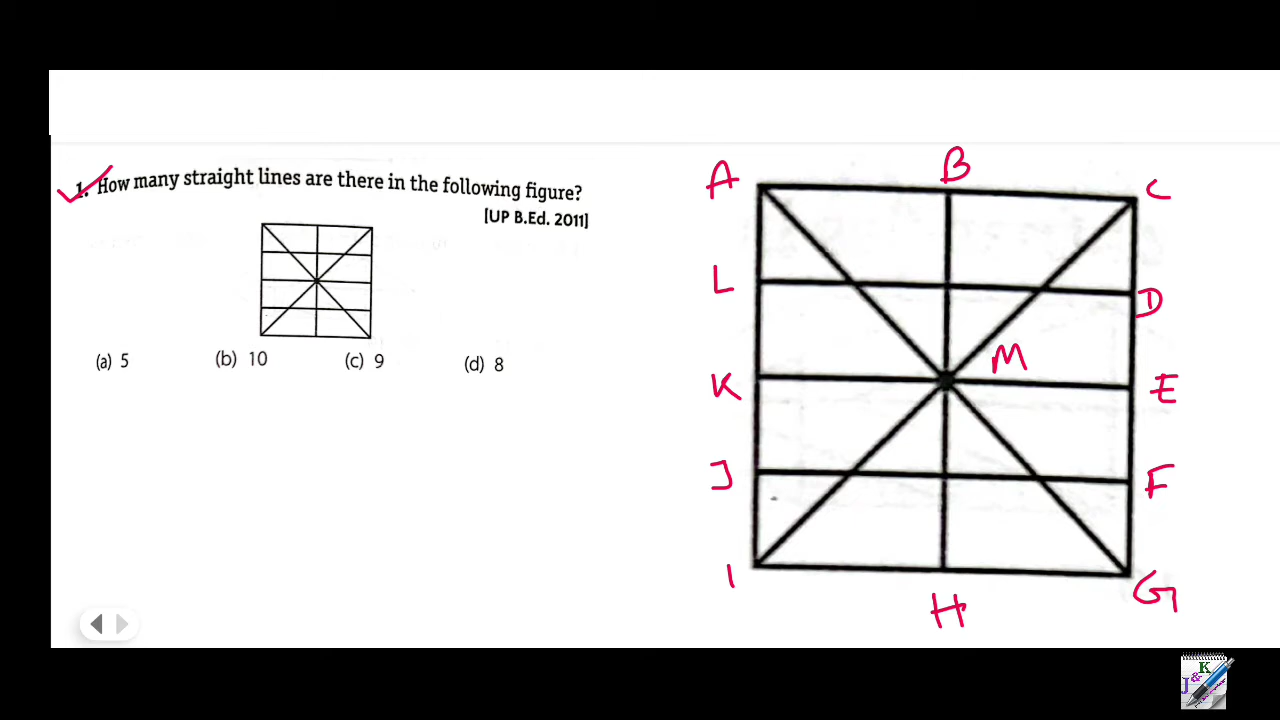 1. How many straight lines are there in the following figure?
[UP B.Ed. 2011]
(a) 5 (b) 10 (c) 9 (d) 8
A B C
L D
M
K E
J F
I H G
J & K